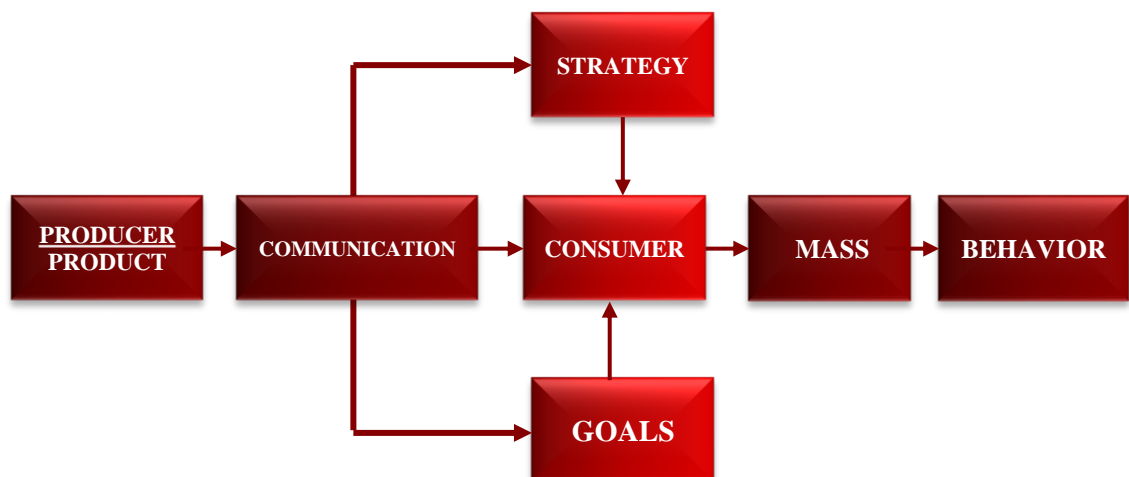 STRATEGY
PRODUCER
PRODUCT
COMMUNICATION
CONSUMER
MASS
BEHAVIOR
GOALS